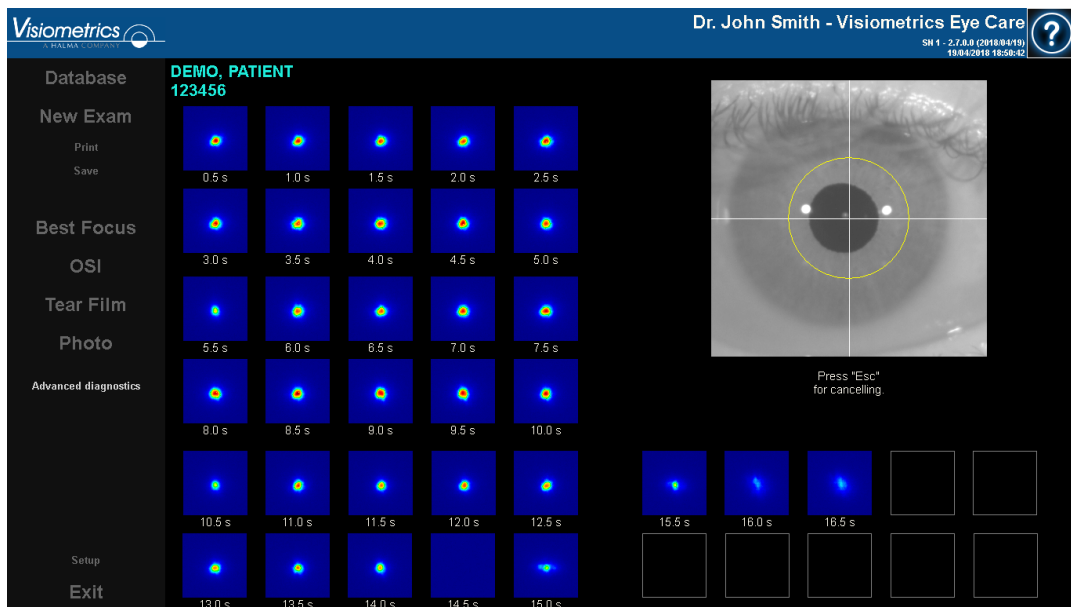 Visiometrics
A HALMA COMPANY
Dr. John Smith - Visiometrics Eye Care
SN 1 - 2.7.0.0 (2018/04/19)
19/04/2018 18:50:42
?
Database
New Exam
Print
Save
Best Focus
OSI
Tear Film
Photo
Advanced diagnostics
Setup
Exit
DEMO, PATIENT
123456
0.5 s 1.0 s 1.5 s 2.0 s 2.5 s
3.0 s 3.5 s 4.0 s 4.5 s 5.0 s
5.5 s 6.0 s 6.5 s 7.0 s 7.5 s
8.0 s 8.5 s 9.0 s 9.5 s 10.0 s
10.5 s 11.0 s 11.5 s 12.0 s 12.5 s
13.0 s 13.5 s 14.0 s 14.5 s 15.0 s
Press "Esc"
for cancelling.
15.5 s 16.0 s 16.5 s